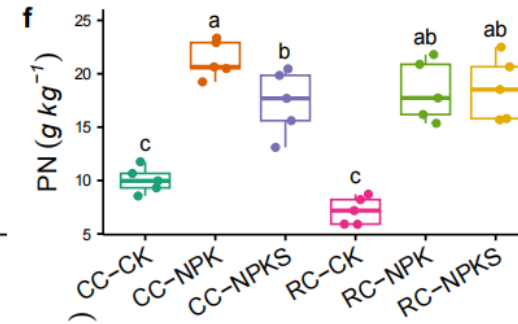 f
PN (g kg⁻¹)
25
20
15
10
5
c
a
b
c
ab
ab
CC−CK
CC−NPK
CC−NPKS
RC−CK
RC−NPK
RC−NPKS
)